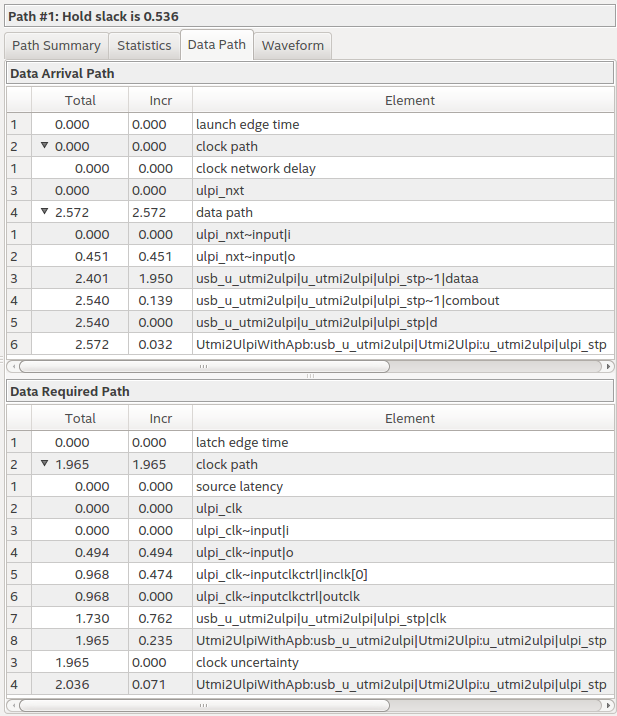 Path #1: Hold slack is 0.536
Path Summary Statistics Data Path Waveform
Data Arrival Path
Total Incr Element
1 0.000 0.000 launch edge time
2 0.000 0.000 clock path
1 0.000 0.000 clock network delay
3 0.000 0.000 ulpi_nxt
4 2.572 2.572 data path
1 0.000 0.000 ulpi_nxt~input|i
2 0.451 0.451 ulpi_nxt~input|o
3 2.401 1.950 usb_u_utmi2ulpi|u_utmi2ulpi|ulpi_stp~1|dataa
4 2.540 0.139 usb_u_utmi2ulpi|u_utmi2ulpi|ulpi_stp~1|combout
5 2.540 0.000 usb_u_utmi2ulpi|u_utmi2ulpi|ulpi_stp|d
6 2.572 0.032 Utmi2UlpiWithApb:usb_u_utmi2ulpi|Utmi2Ulpi:u_utmi2ulpi|ulpi_stp
Data Required Path
Total Incr Element
1 0.000 0.000 latch edge time
2 1.965 1.965 clock path
1 0.000 0.000 source latency
2 0.000 0.000 ulpi_clk
3 0.000 0.000 ulpi_clk~input|i
4 0.494 0.494 ulpi_clk~input|o
5 0.968 0.474 ulpi_clk~inputclkctrl|inclk[0]
6 0.968 0.000 ulpi_clk~inputclkctrl|outclk
7 1.730 0.762 usb_u_utmi2ulpi|u_utmi2ulpi|ulpi_stp|clk
8 1.965 0.235 Utmi2UlpiWithApb:usb_u_utmi2ulpi|Utmi2Ulpi:u_utmi2ulpi|ulpi_stp
3 1.965 0.000 clock uncertainty
4 2.036 0.071 Utmi2UlpiWithApb:usb_u_utmi2ulpi|Utmi2Ulpi:u_utmi2ulpi|ulpi_stp